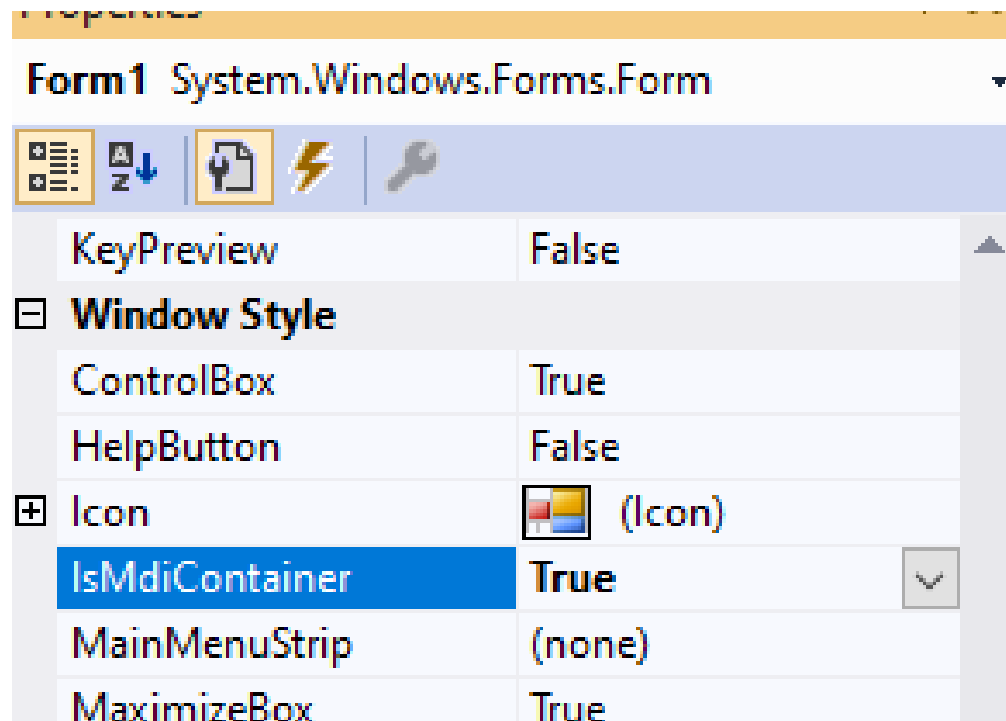 Properties
Form1 System.Windows.Forms.Form
KeyPreview False
Window Style
ControlBox True
HelpButton False
Icon (Icon)
IsMdiContainer True
MainMenuStrip (none)
MaximizeBox True